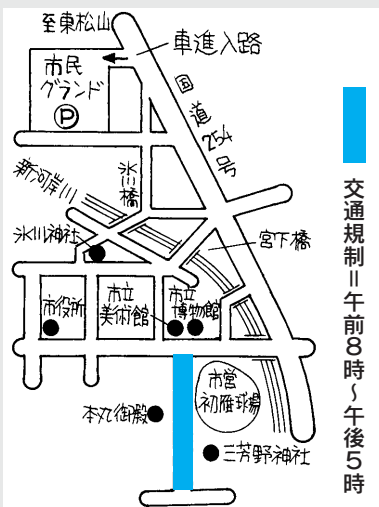 至東松山
車進入路
市民
グランド
P
国道254号
氷川橋
新河岸川
氷川神社
宮下橋
市役所
市立
美術館
市立
博物館
市営
初雁球場
本丸御殿
三芳野神社
交通規制＝午前8時～午後5時